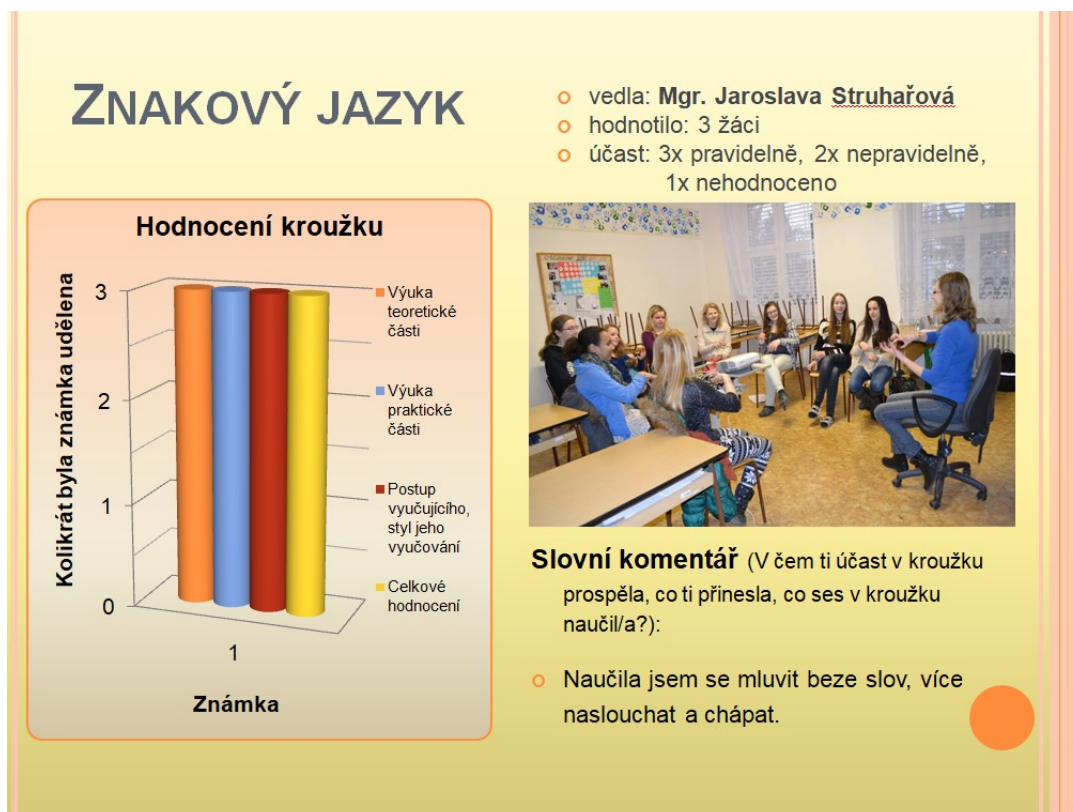 ZNAKOVÝ JAZYK
vedla: Mgr. Jaroslava Struhařová
hodnotilo: 3 žáci
účast: 3x pravidelně, 2x nepravidelně,
1x nehodnoceno
Hodnocení kroužku
Kolikrát byla známka udělena
3
2
1
0
1
Známka
Výuka
teoretické
části
Výuka
praktické
části
Postup
vyučujícího,
styl jeho
vyučování
Celkové
hodnocení
Slovní komentář (V čem ti účast v kroužku
prospěla, co ti přinesla, co ses v kroužku
naučil/a?):
Naučila jsem se mluvit beze slov, více
naslouchat a chápat.